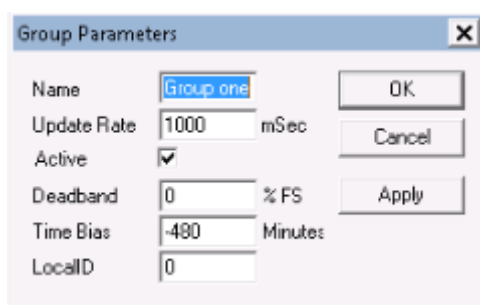 Group Parameters
Name Group one OK
Update Rate 1000 mSec
Cancel
Active
Deadband 0 % FS Apply
Time Bias -480 Minutes
LocalID 0